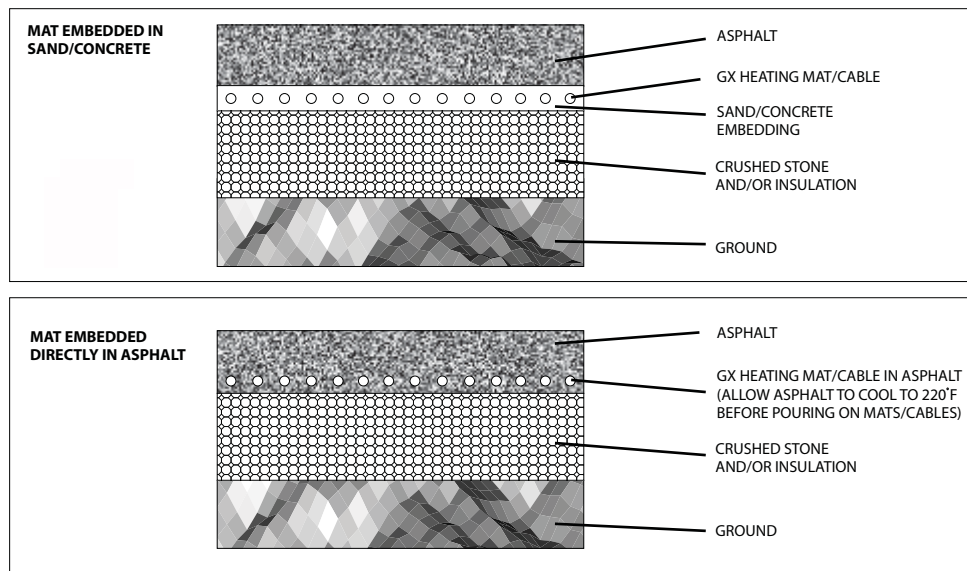 MAT EMBEDDED IN
SAND/CONCRETE
ASPHALT
GX HEATING MAT/CABLE
SAND/CONCRETE
EMBEDDING
CRUSHED STONE
AND/OR INSULATION
GROUND
MAT EMBEDDED
DIRECTLY IN ASPHALT
ASPHALT
GX HEATING MAT/CABLE IN ASPHALT
(ALLOW ASPHALT TO COOL TO 220˚F
BEFORE POURING ON MATS/CABLES)
CRUSHED STONE
AND/OR INSULATION
GROUND